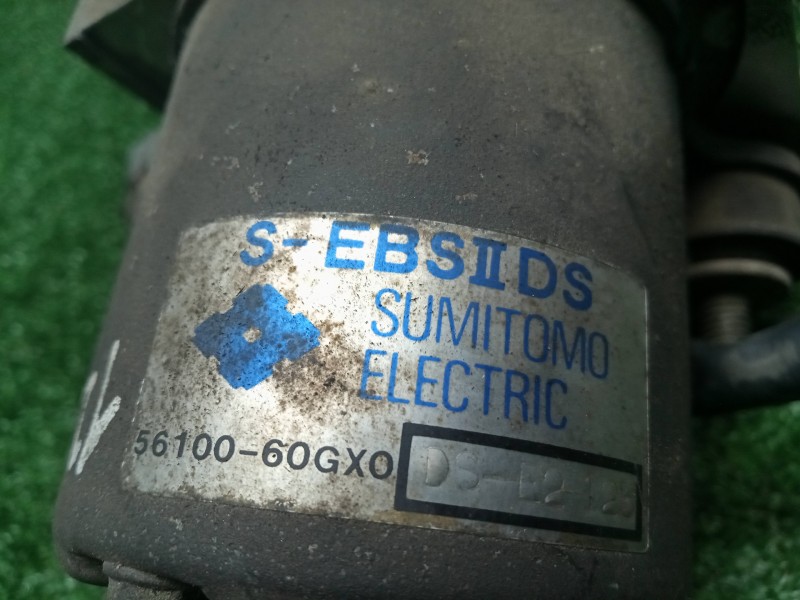 S-EBSIIDS
SUMITOMO
ELECTRIC
56100-60GX0